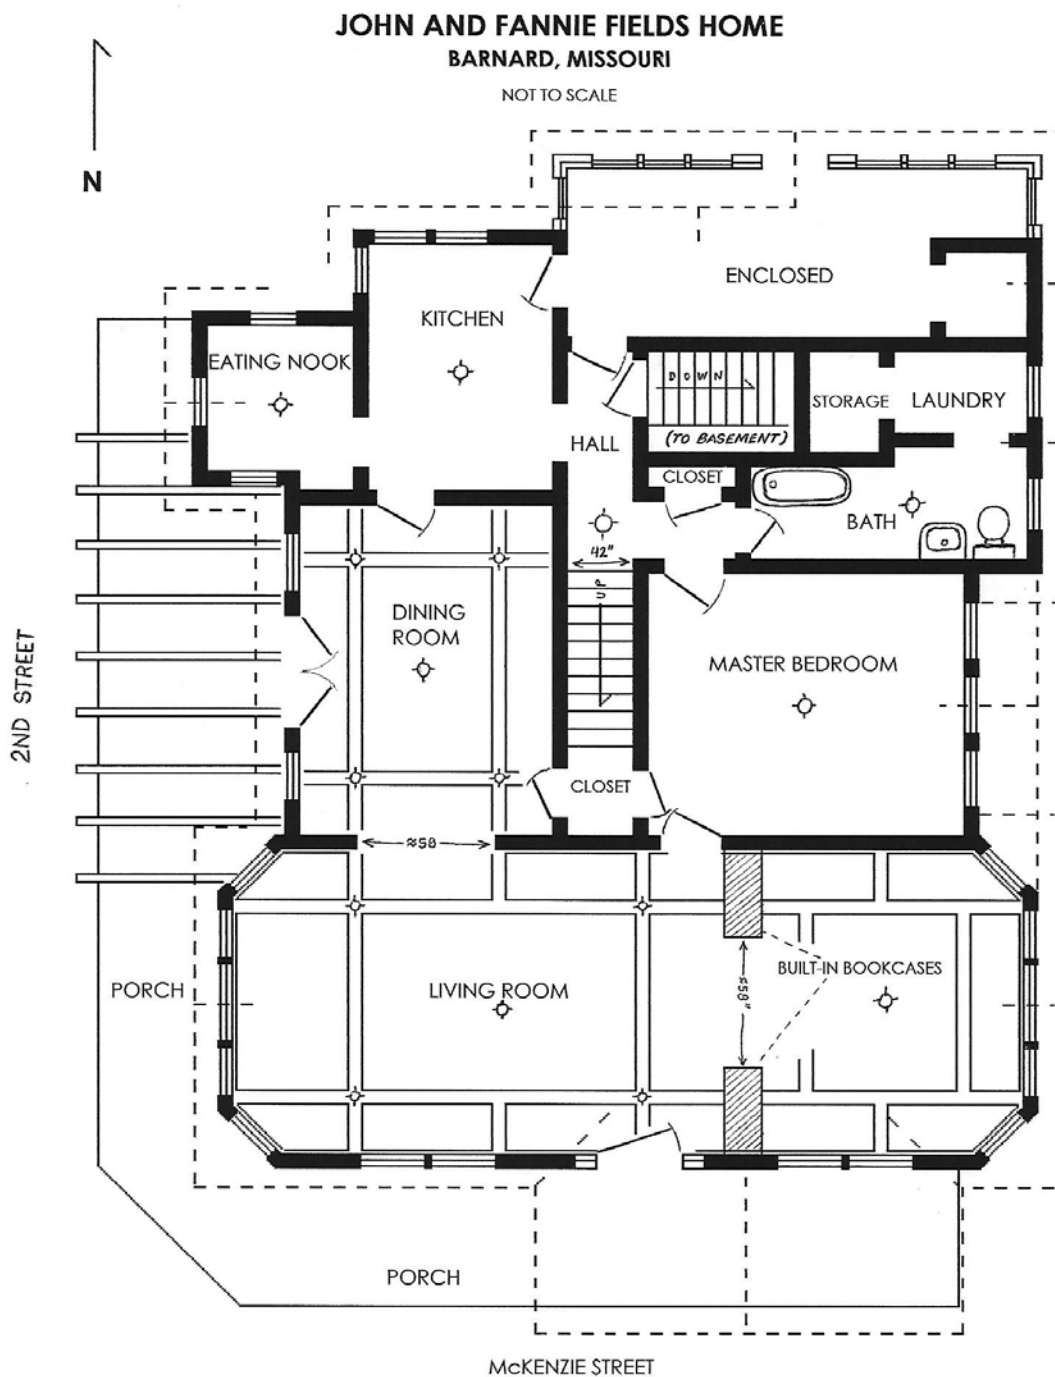 JOHN AND FANNIE FIELDS HOME
BARNARD, MISSOURI
NOT TO SCALE
N
ENCLOSED
KITCHEN
EATING NOOK
DOWN
STORAGE
LAUNDRY
HALL
(TO BASEMENT)
CLOSET
BATH
42"
UP
DINING
ROOM
MASTER BEDROOM
2ND STREET
CLOSET
≈58
BUILT-IN BOOKCASES
PORCH
LIVING ROOM
≈58"
PORCH
McKENZIE STREET